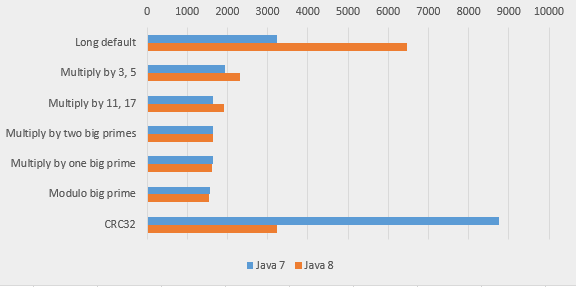 0 1000 2000 3000 4000 5000 6000 7000 8000 9000 10000
Long default
Multiply by 3, 5
Multiply by 11, 17
Multiply by two big primes
Multiply by one big prime
Modulo big prime
CRC32
Java 7 Java 8